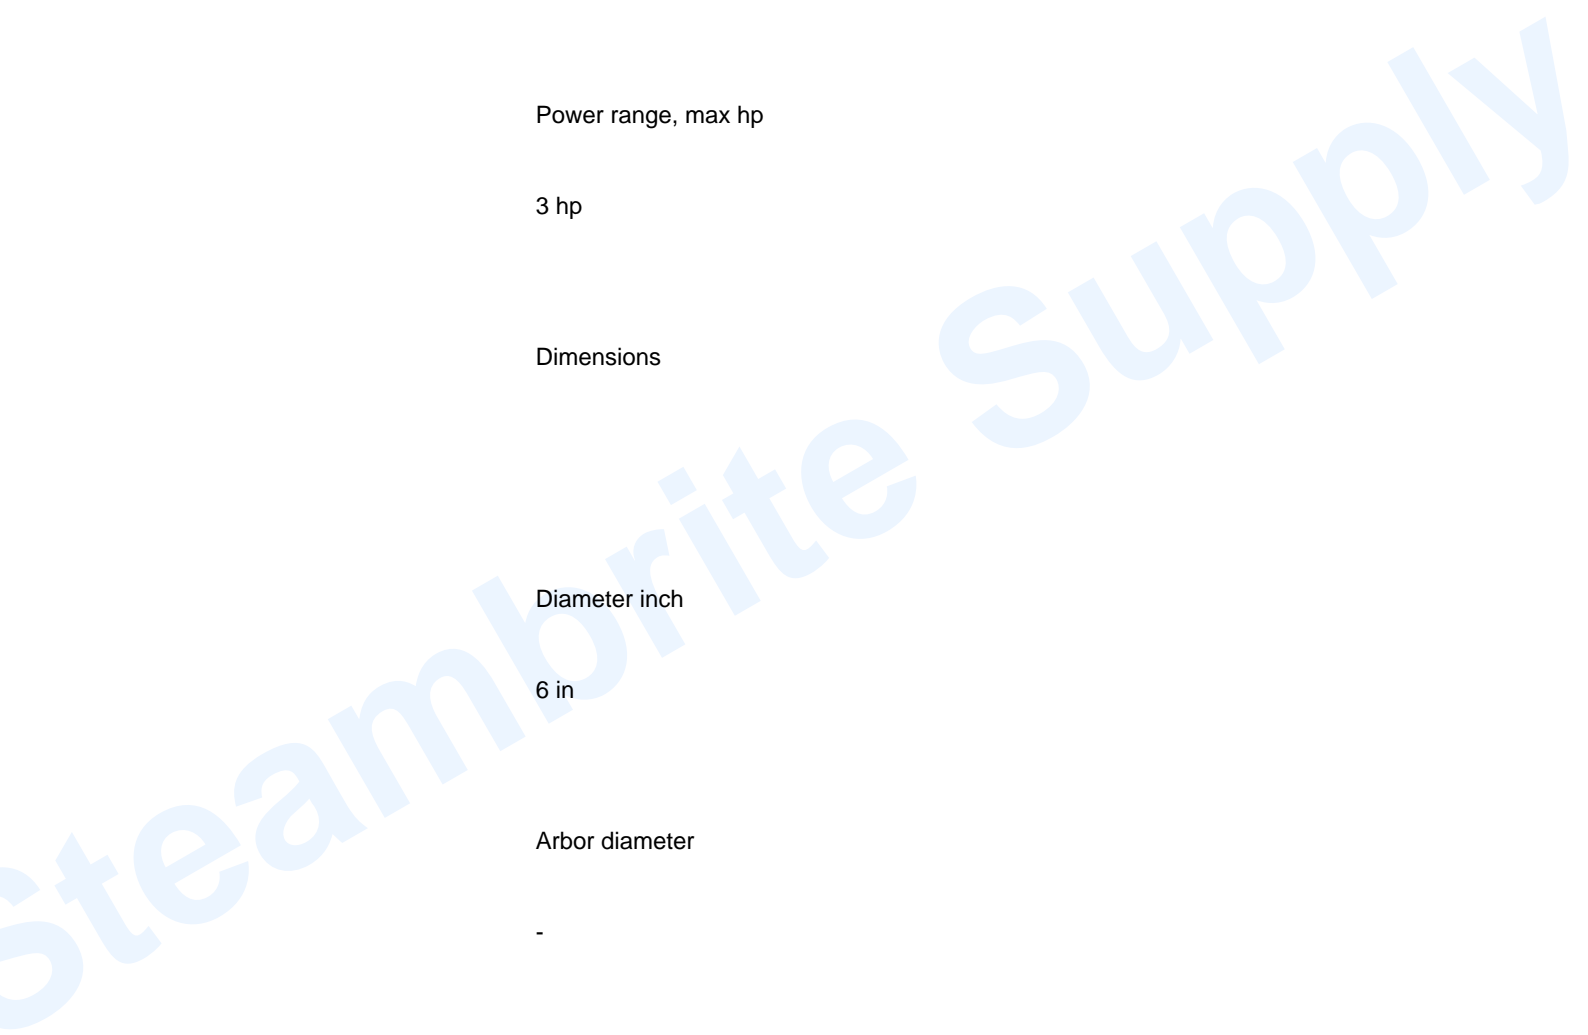 Power range, max hp
3 hp
Dimensions
Diameter inch
6 in
Arbor diameter
-
Steambrite Supply